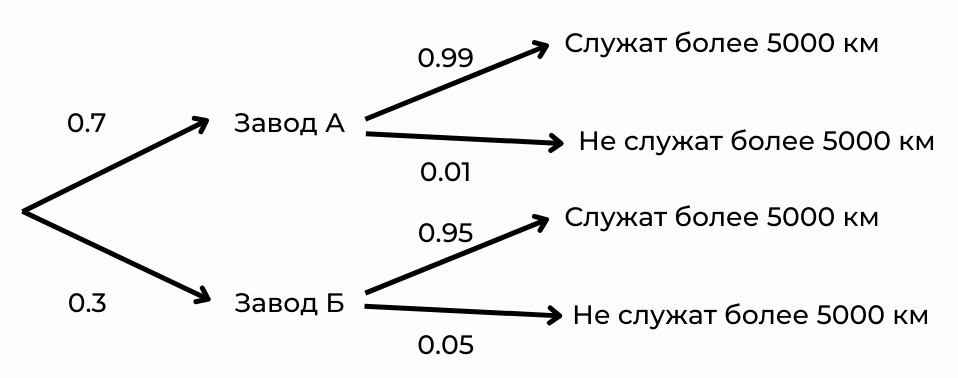 0.99
Служат более 5000 км
0.7
Завод А
Не служат более 5000 км
0.01
Служат более 5000 км
0.95
0.3
Завод Б
Не служат более 5000 км
0.05